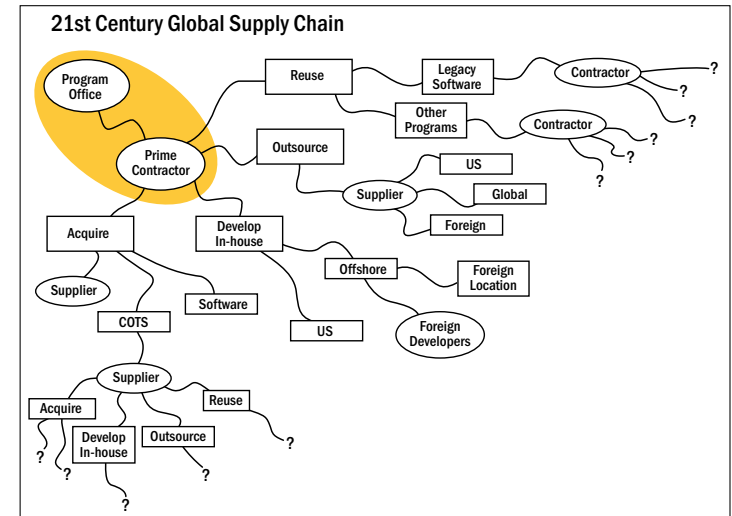 21st Century Global Supply Chain
Program
Office
Prime
Contractor
Reuse
Legacy
Software
Contractor
?
?
?
Other
Programs
Contractor
?
?
?
Outsource
Supplier
US
Global
Foreign
Acquire
Supplier
COTS
Software
Develop
In-house
US
Offshore
Foreign
Location
Foreign
Developers
Supplier
Acquire
?
?
Develop
In-house
?
Outsource
?
Reuse
?